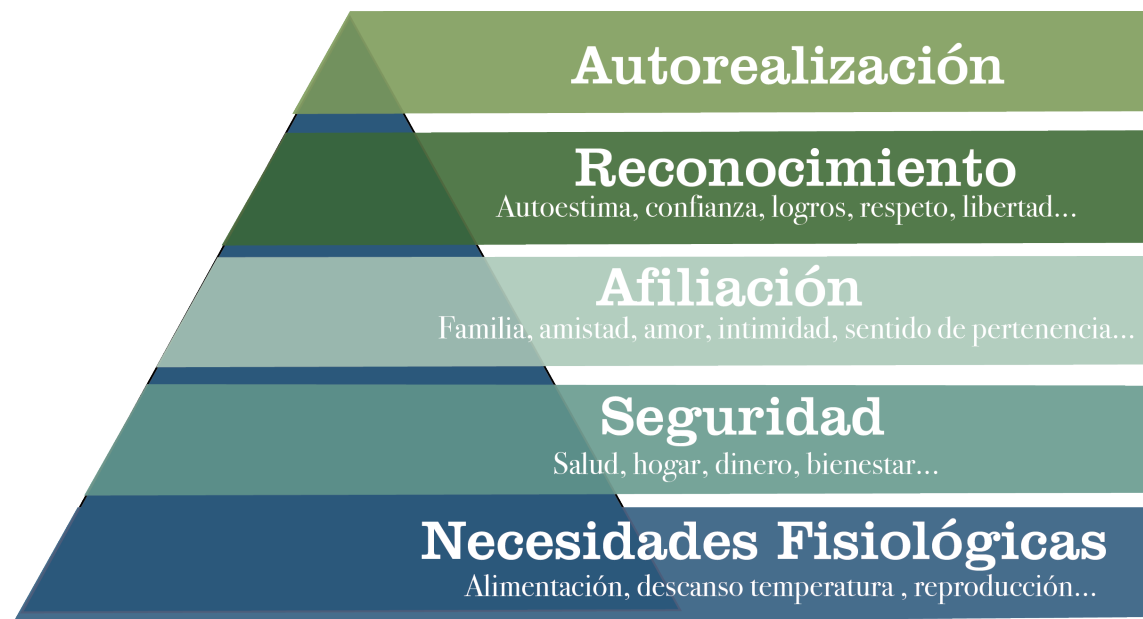 Autorealización
Reconocimiento
Autoestima, confianza, logros, respeto, libertad...
Afiliación
Familia, amistad, amor, intimidad, sentido de pertenencia...
Seguridad
Salud, hogar, dinero, bienestar...
Necesidades Fisiológicas
Alimentación, descanso temperatura , reproducción...